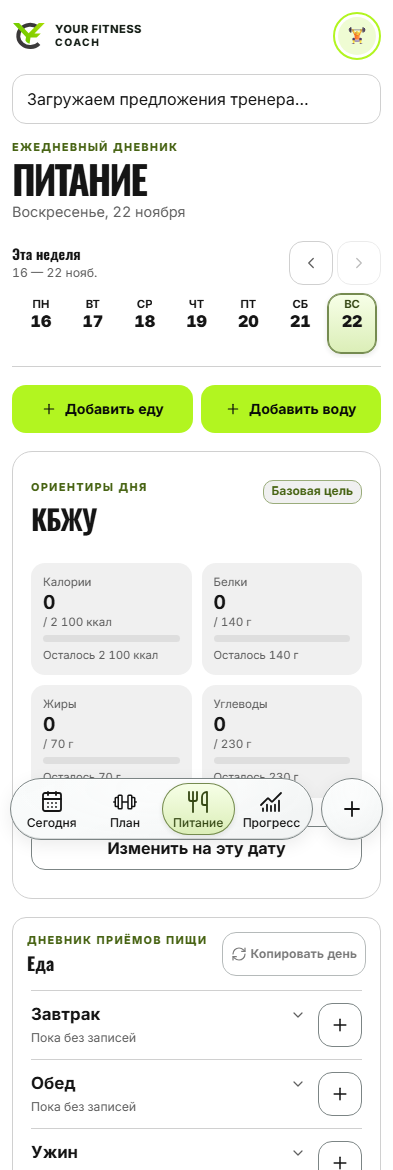 YOUR FITNESS
COACH
Загружаем предложения тренера...
ЕЖЕДНЕВНЫЙ ДНЕВНИК
ПИТАНИЕ
Воскресенье, 22 ноября
Эта неделя
16 — 22 нояб.
ПН ВТ СР ЧТ ПТ СБ ВС
16 17 18 19 20 21 22
+ Добавить еду
+ Добавить воду
ОРИЕНТИРЫ ДНЯ
Базовая цель
КБЖУ
Калории
0
/ 2 100 ккал
Осталось 2 100 ккал
Белки
0
/ 140 г
Осталось 140 г
Жиры
0
/ 70 г
Осталось 70 г
Углеводы
0
/ 230 г
Осталось 230 г
Сегодня План Питание Прогресс +
Изменить на эту дату
ДНЕВНИК ПРИЁМОВ ПИЩИ
Еда
Копировать день
Завтрак
Пока без записей
+
Обед
Пока без записей
+
Ужин
+